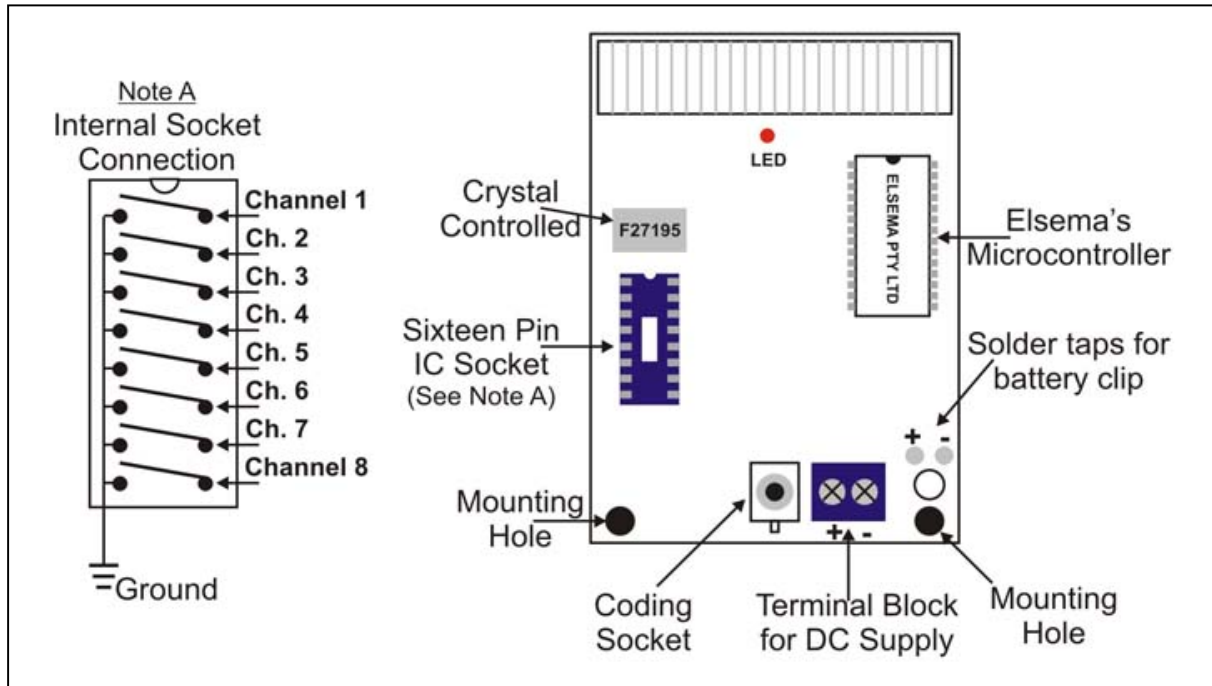 Note A
Internal Socket
Connection
Channel 1
Ch. 2
Ch. 3
Ch. 4
Ch. 5
Ch. 6
Ch. 7
Channel 8
Ground
LED
Crystal
Controlled
F27195
ELSEMA PTY LTD
Elsema's
Microcontroller
Sixteen Pin
IC Socket
(See Note A)
Solder taps for
battery clip
+ -
Mounting
Hole
+ -
Coding
Socket
Terminal Block
for DC Supply
Mounting
Hole